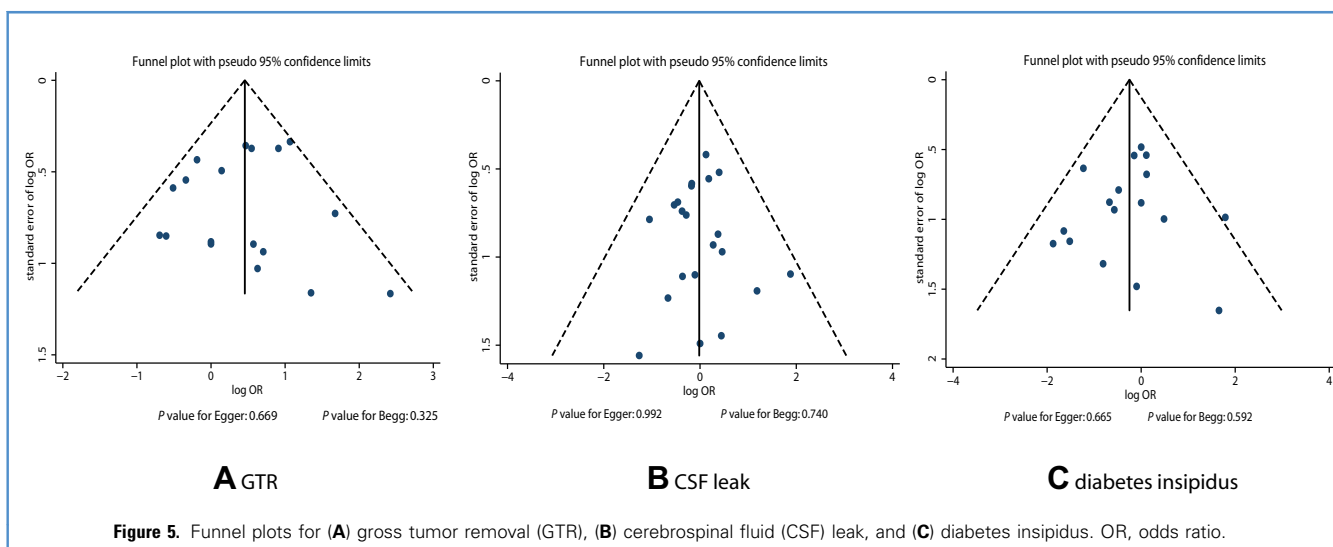 Funnel plot with pseudo 95% confidence limits
standard error of log OR
0
.5
1
1.5
−2 −1 0 1 2 3
log OR
P value for Egger: 0.669 P value for Begg: 0.325
A GTR
Funnel plot with pseudo 95% confidence limits
standard error of log OR
0
.5
1
1.5
−4 −2 0 2 4
log OR
P value for Egger: 0.992 P value for Begg: 0.740
B CSF leak
Funnel plot with pseudo 95% confidence limits
standard error of log OR
0
.5
1
1.5
2
−4 −2 0 2 4
log OR
P value for Egger: 0.665 P value for Begg: 0.592
C diabetes insipidus
Figure 5. Funnel plots for (A) gross tumor removal (GTR), (B) cerebrospinal fluid (CSF) leak, and (C) diabetes insipidus. OR, odds ratio.